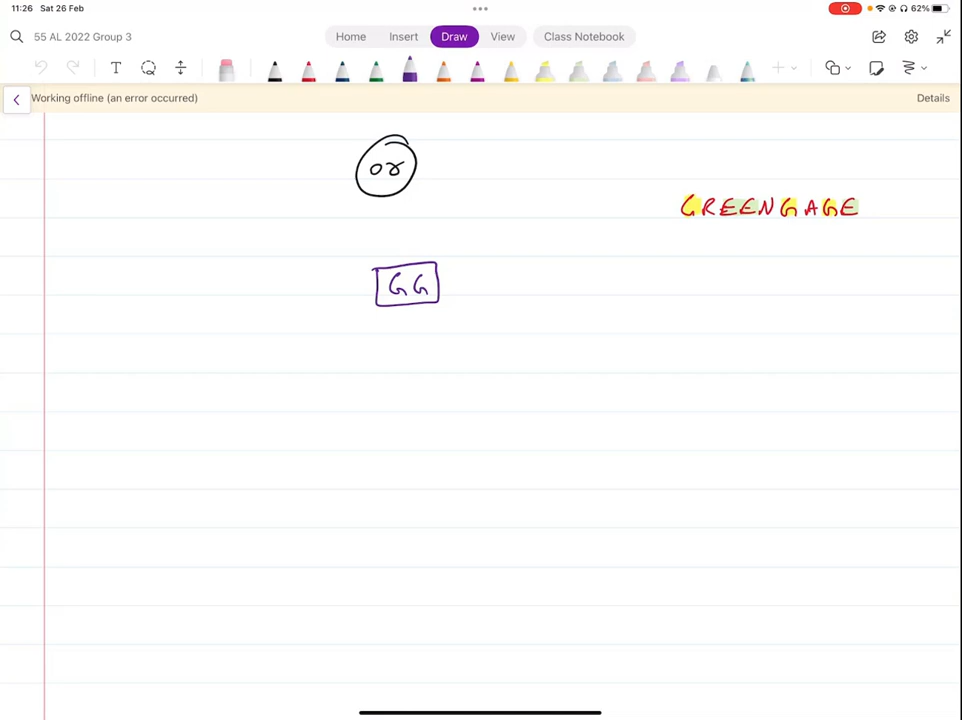 11:26 Sat 26 Feb
62%
55 AL 2022 Group 3
Home Insert Draw View Class Notebook
Working offline (an error occurred)
Details
or
GREENGAGE
GG